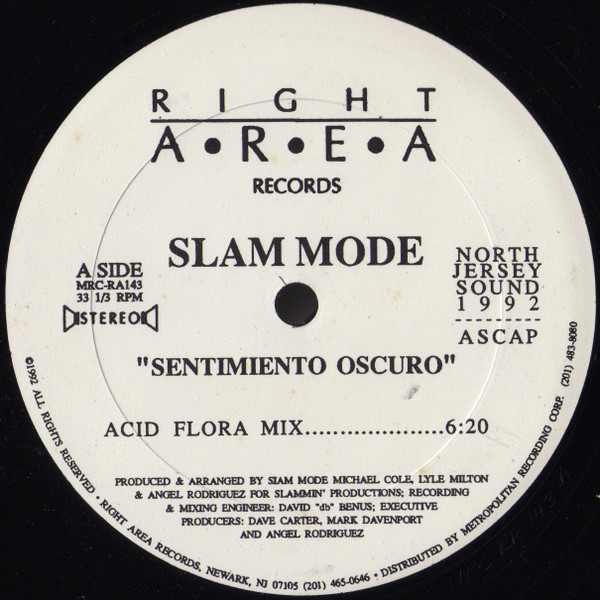 RIGHT
A•R•E•A
RECORDS
SLAM MODE
A SIDE
MRC-RA143
33 1/3 RPM
STEREO
NORTH
JERSEY
SOUND
1992
ASCAP
"SENTIMIENTO OSCURO"
ACID FLORA MIX....................6:20
PRODUCED & ARRANGED BY SIAM MODE MICHAEL COLE, LYLE MILTON
& ANGEL RODRIGUEZ FOR SLAMMIN' PRODUCTIONS; RECORDING
& MIXING ENGINEER: DAVID "db" BENUS; EXECUTIVE
PRODUCERS: DAVE CARTER, MARK DAVENPORT
AND ANGEL RODRIGUEZ
©1992 ALL RIGHTS RESERVED • RIGHT AREA RECORDS, NEWARK, NJ 07105 (201) 465-0646 • DISTRIBUTED BY METROPOLITAN RECORDING CORP. (201) 483-8080